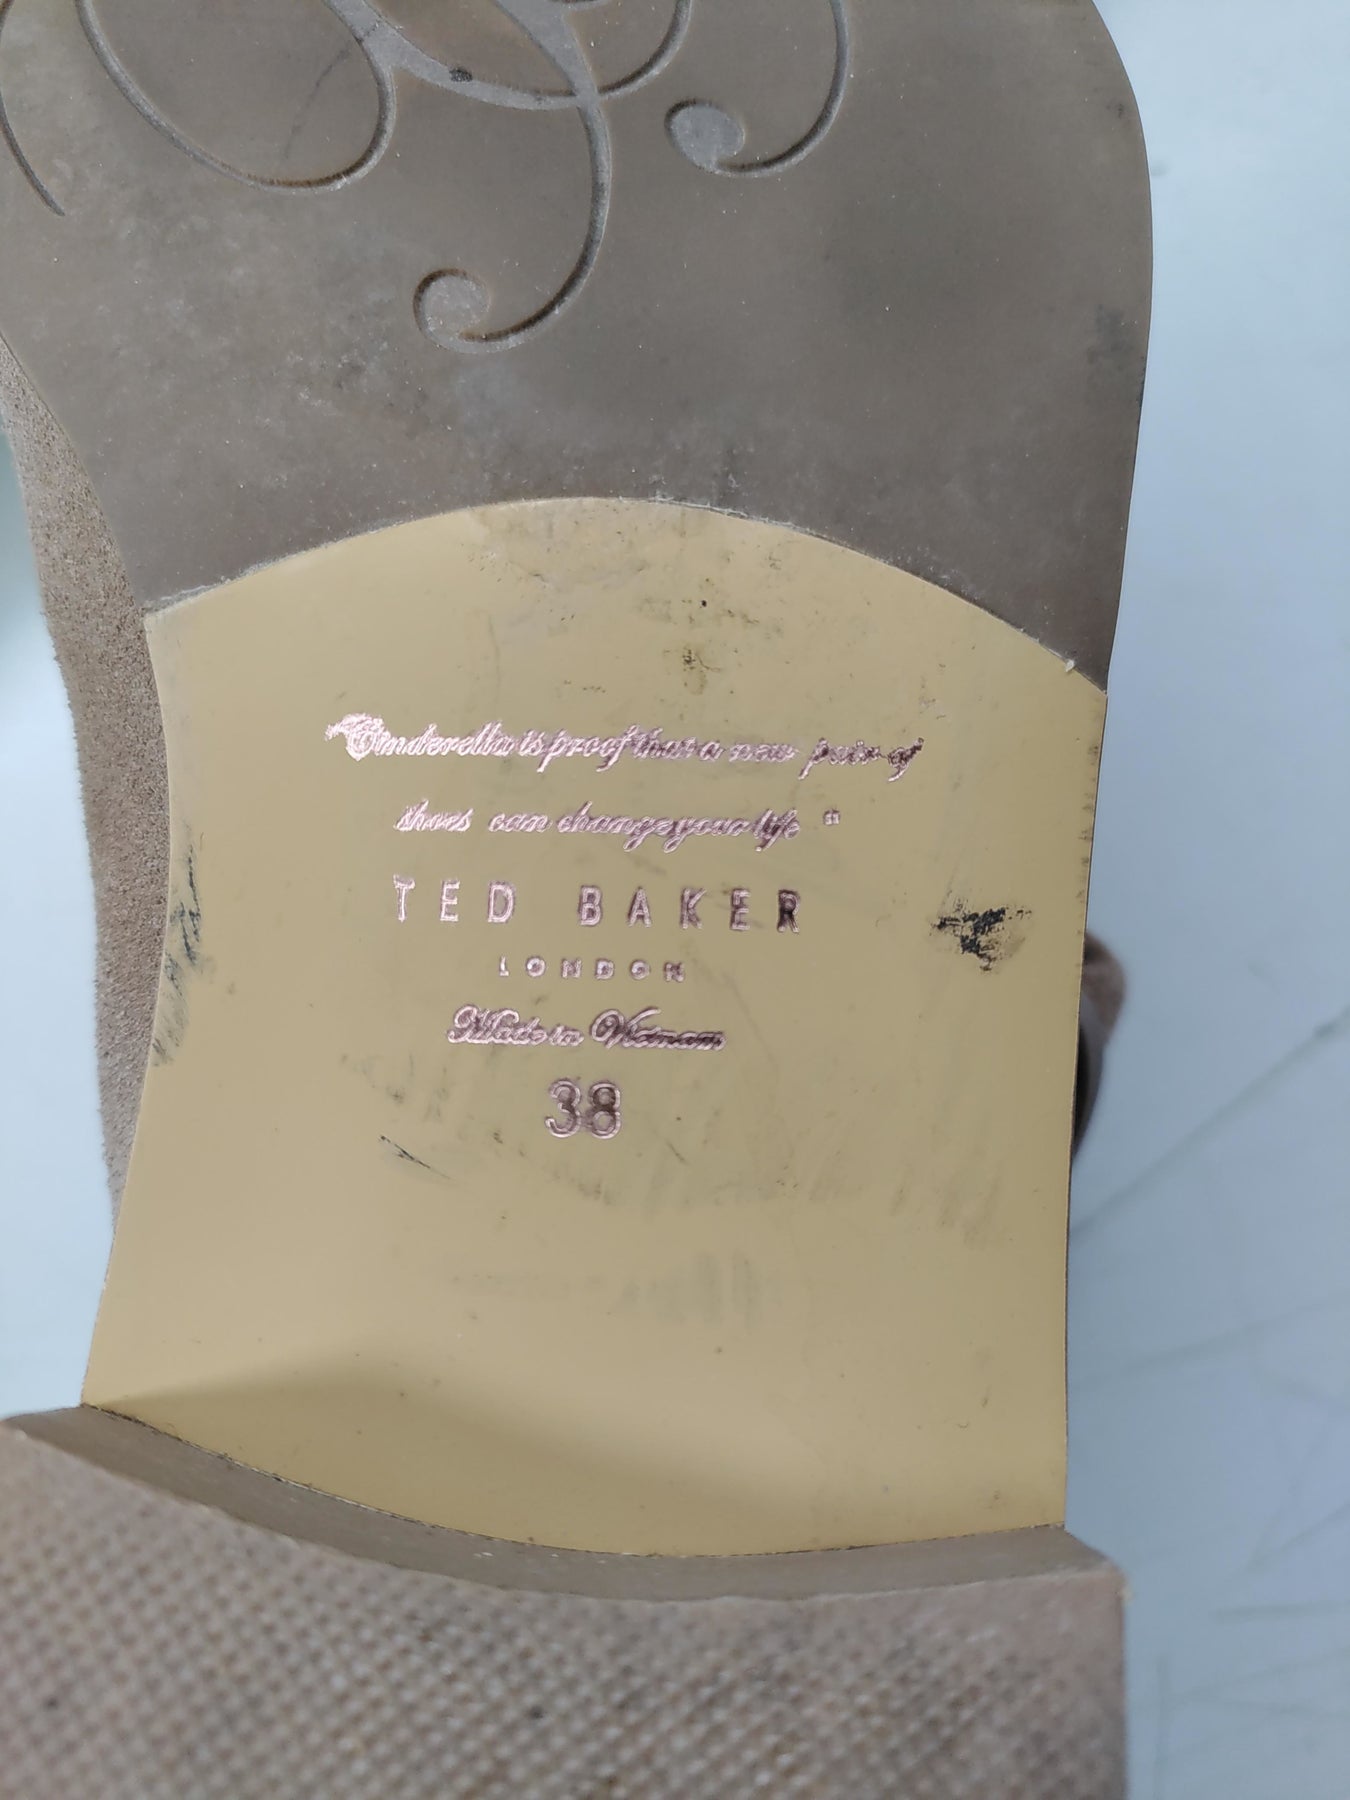 "Cinderella is proof that a new pair of
shoes can change your life "
TED BAKER
LONDON
Made in Vietnam
38